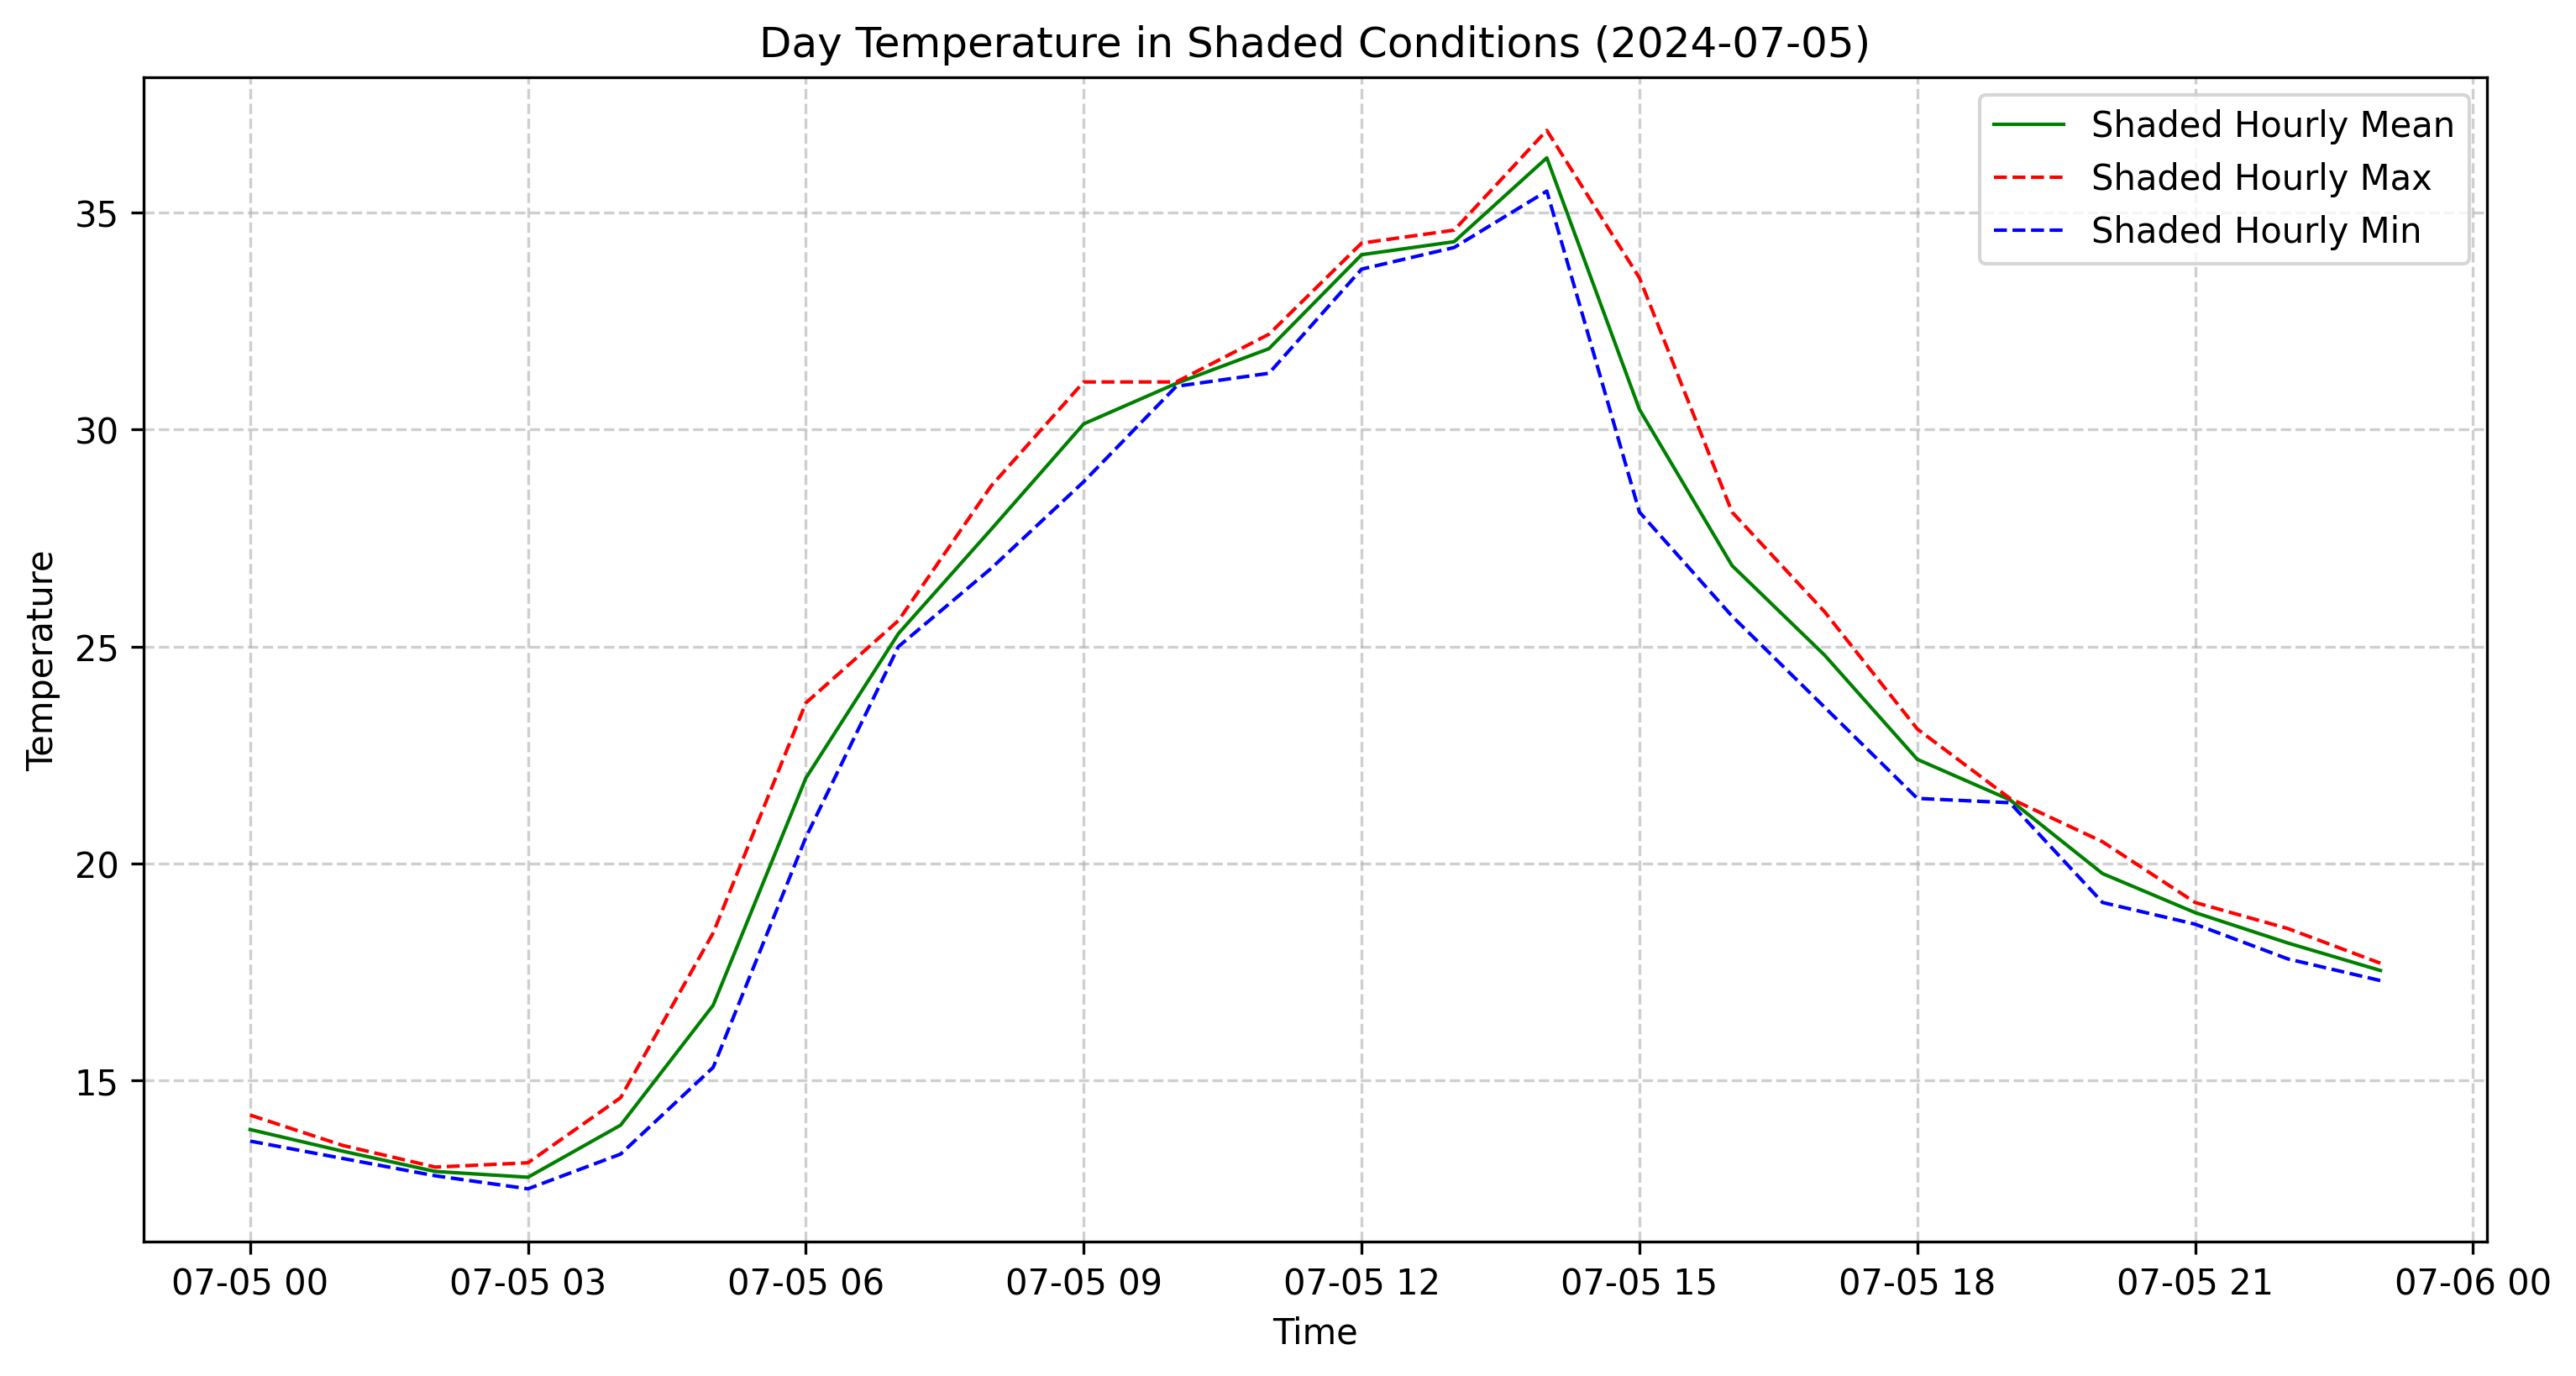 Day Temperature in Shaded Conditions (2024-07-05)
Shaded Hourly Mean
Shaded Hourly Max
Shaded Hourly Min
Temperature
35
30
25
20
15
07-05 00 07-05 03 07-05 06 07-05 09 07-05 12 07-05 15 07-05 18 07-05 21 07-06 00
Time